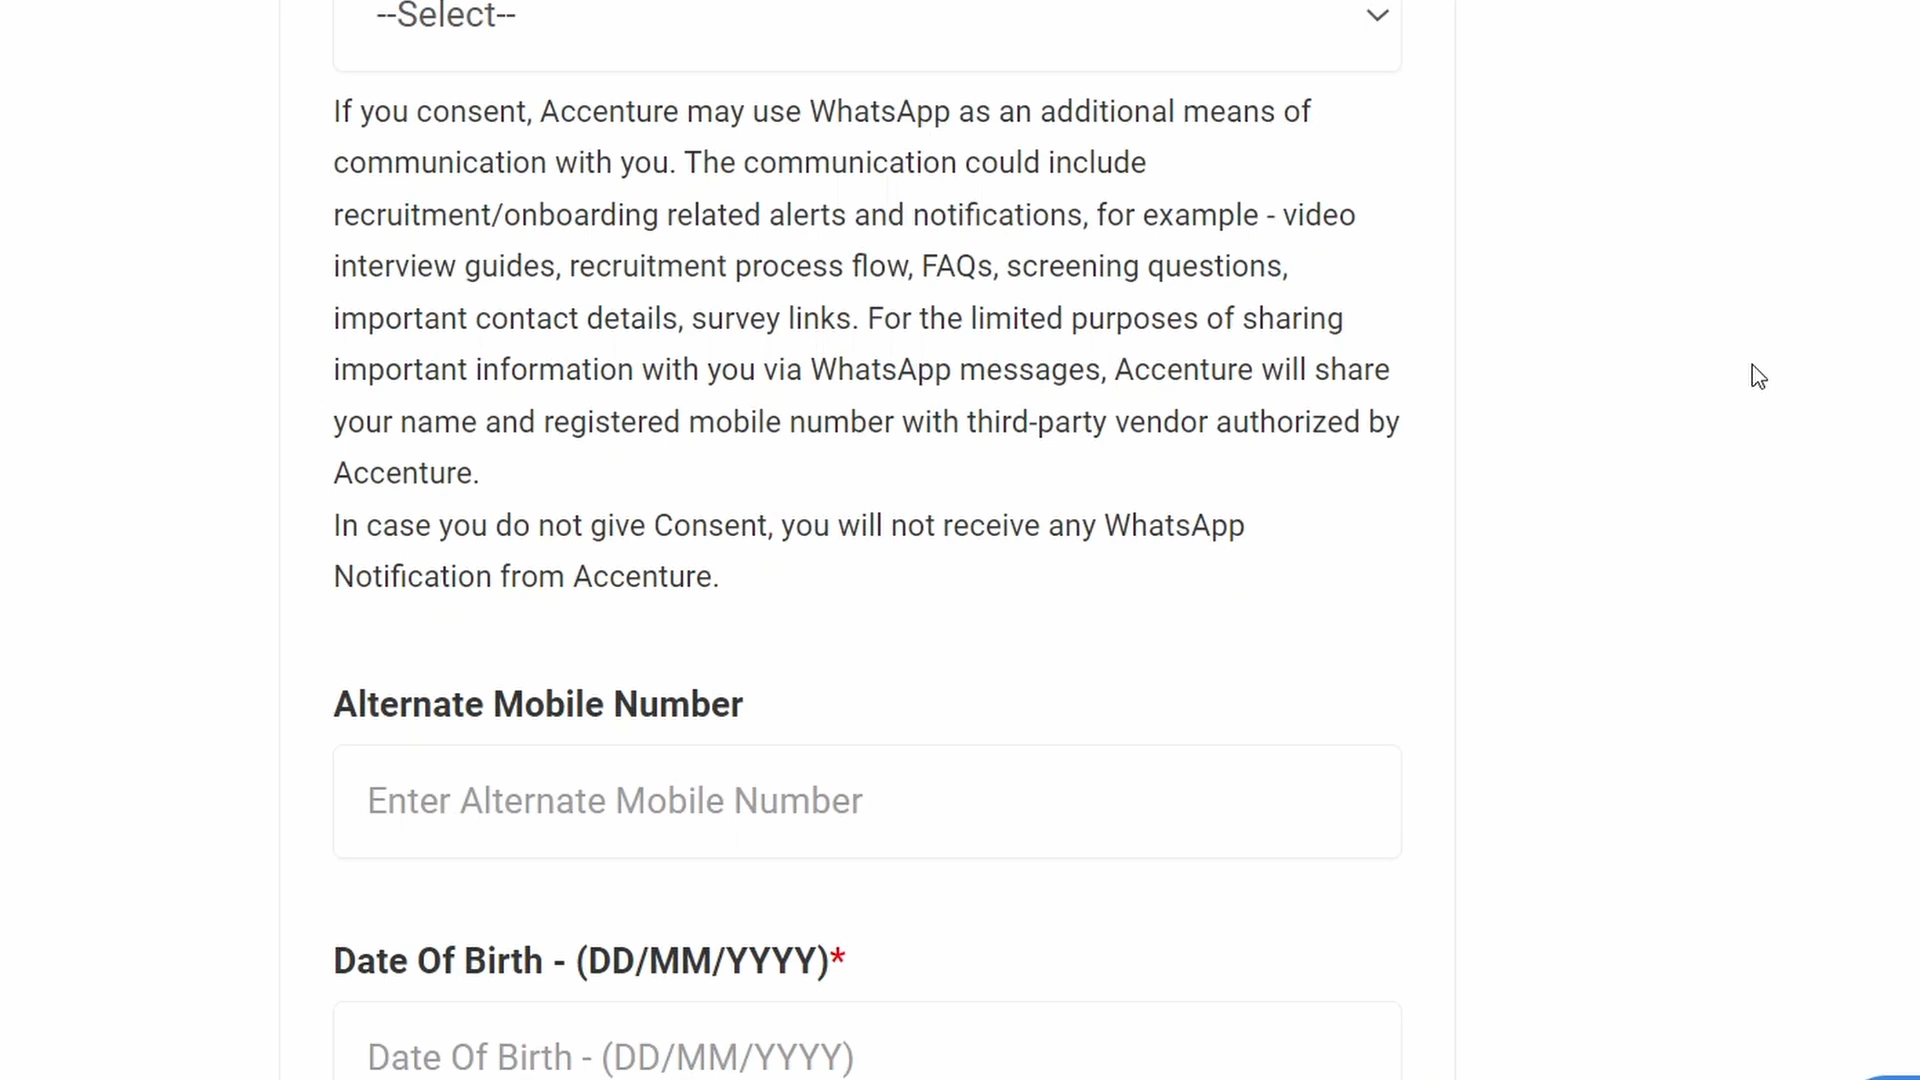 --Select--
If you consent, Accenture may use WhatsApp as an additional means of
communication with you. The communication could include
recruitment/onboarding related alerts and notifications, for example - video
interview guides, recruitment process flow, FAQs, screening questions,
important contact details, survey links. For the limited purposes of sharing
important information with you via WhatsApp messages, Accenture will share
your name and registered mobile number with third-party vendor authorized by
Accenture.
In case you do not give Consent, you will not receive any WhatsApp
Notification from Accenture.
Alternate Mobile Number
Enter Alternate Mobile Number
Date Of Birth - (DD/MM/YYYY)*
Date Of Birth - (DD/MM/YYYY)